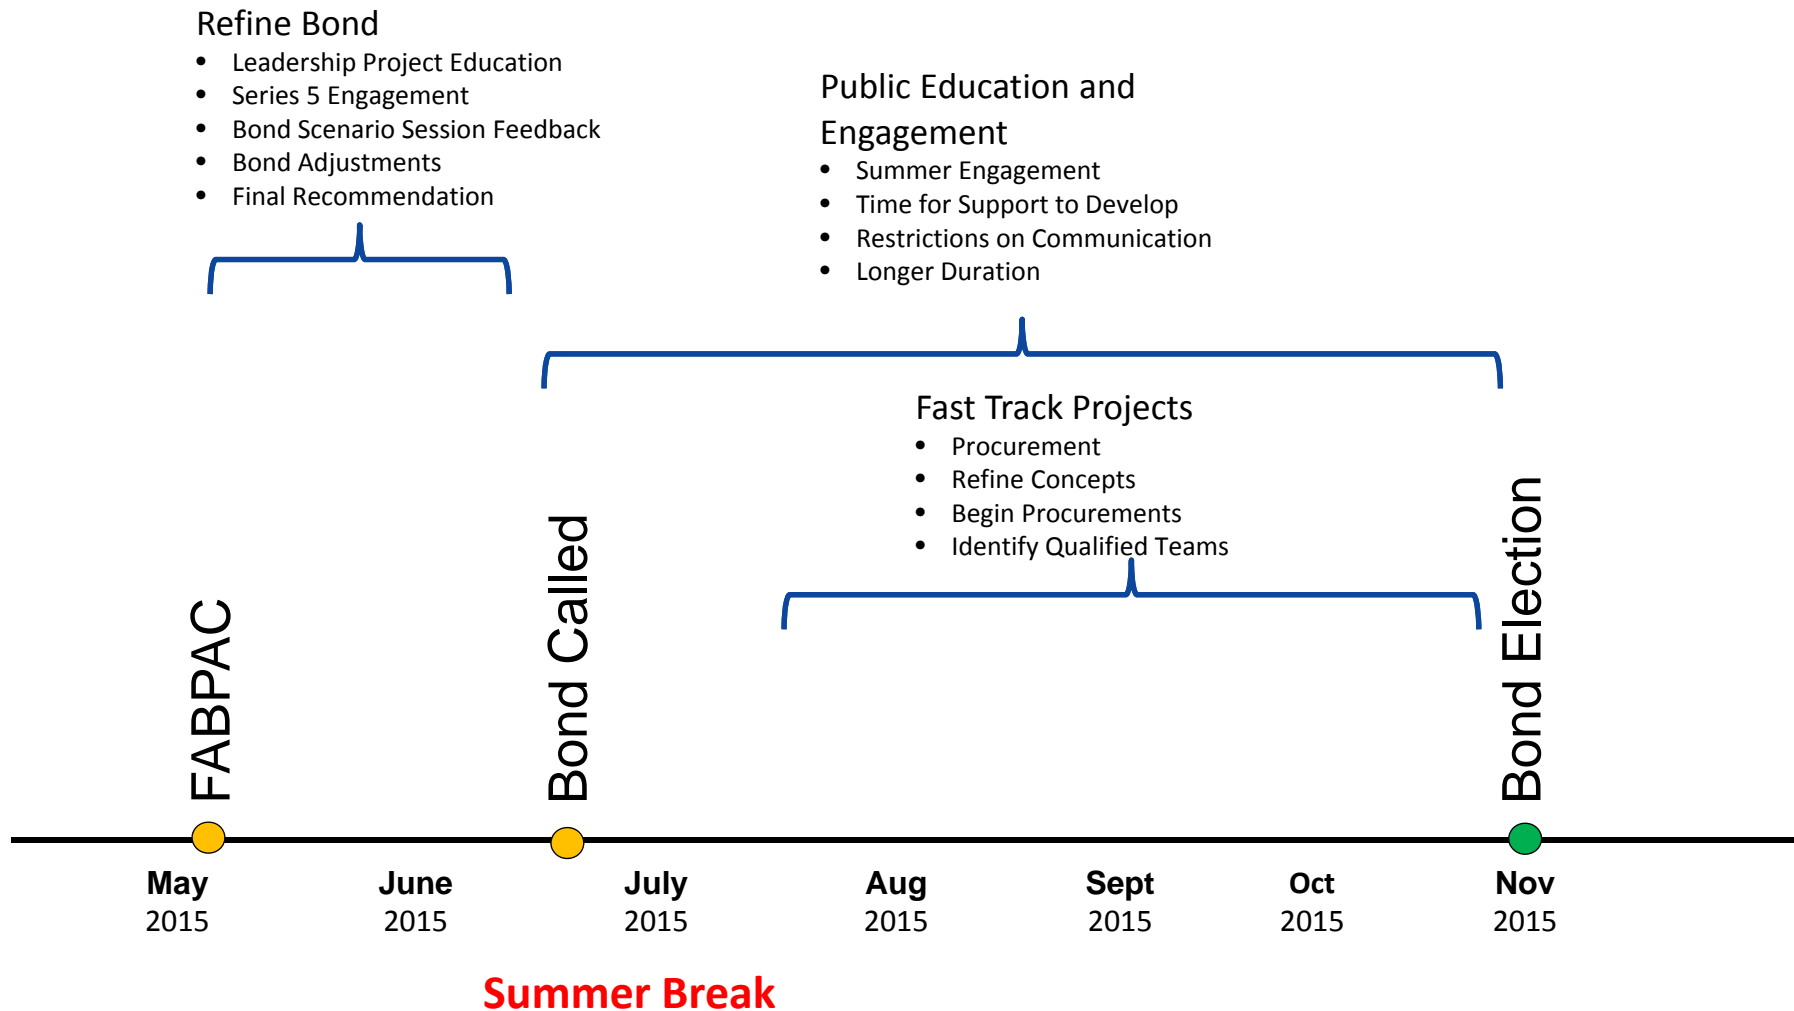 Refine Bond
• Leadership Project Education
• Series 5 Engagement
• Bond Scenario Session Feedback
• Bond Adjustments
• Final Recommendation
Public Education and
Engagement
• Summer Engagement
• Time for Support to Develop
• Restrictions on Communication
• Longer Duration
Fast Track Projects
• Procurement
• Refine Concepts
• Begin Procurements
• Identify Qualified Teams
FABPAC
Bond Called
Bond Election
May June July Aug Sept Oct Nov
2015 2015 2015 2015 2015 2015 2015
Summer Break